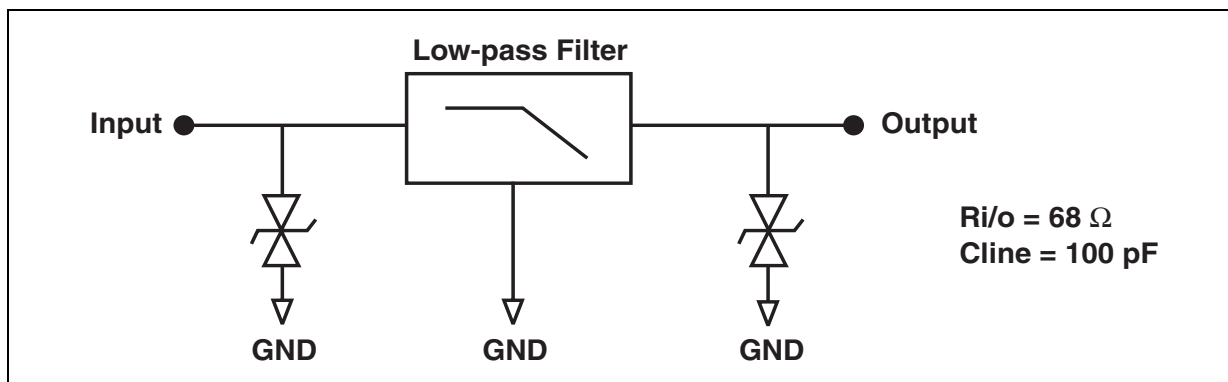 Low-pass Filter
Input
Output
Ri/o = 68 Ω
Cline = 100 pF
GND
GND
GND